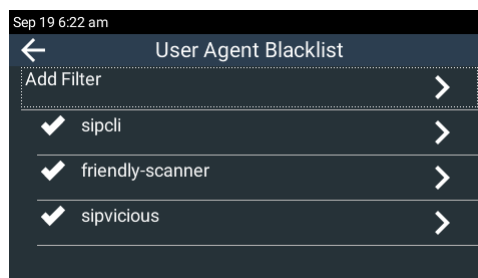 Sep 19 6:22 am
User Agent Blacklist
Add Filter
sipcli
friendly-scanner
sipvicious